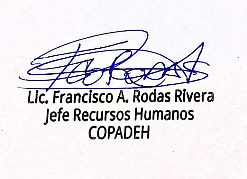 Lic. Francisco A. Rodas Rivera
Jefe Recursos Humanos
COPADEH